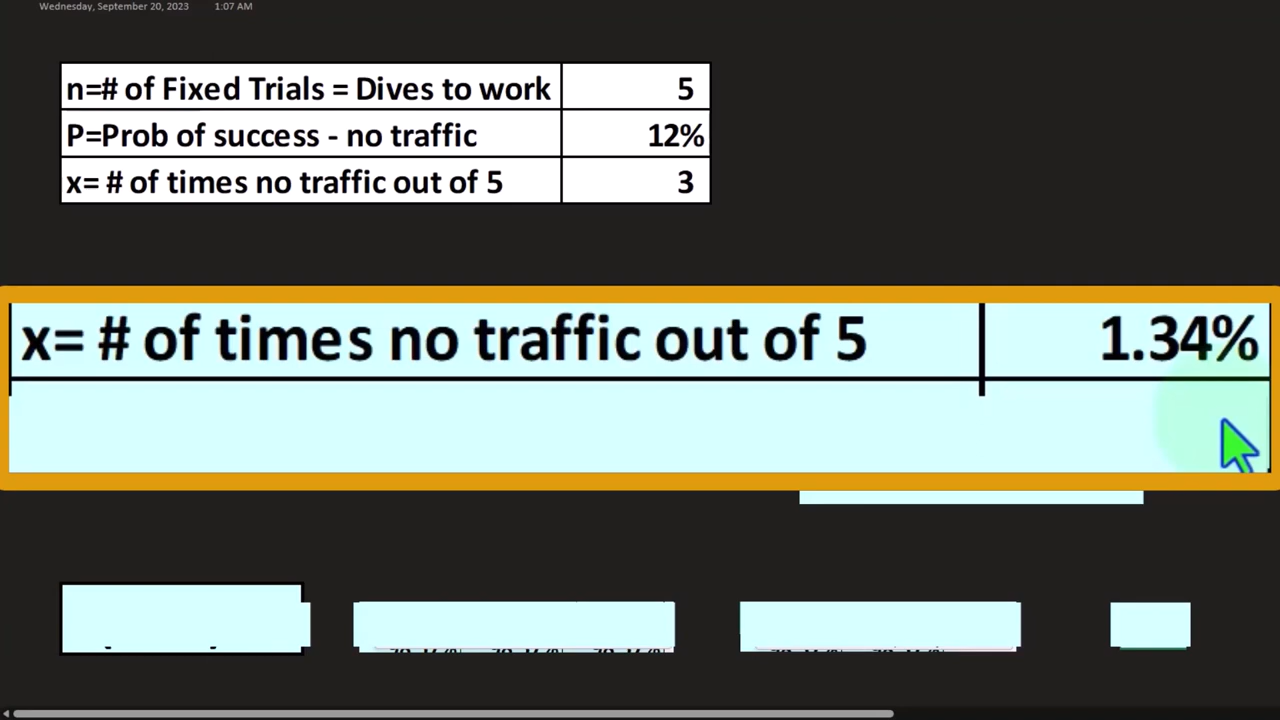 Wednesday, September 20, 2023 1:07 AM
n=# of Fixed Trials = Dives to work 5
P=Prob of success - no traffic 12%
x= # of times no traffic out of 5 3
x= # of times no traffic out of 5 1.34%